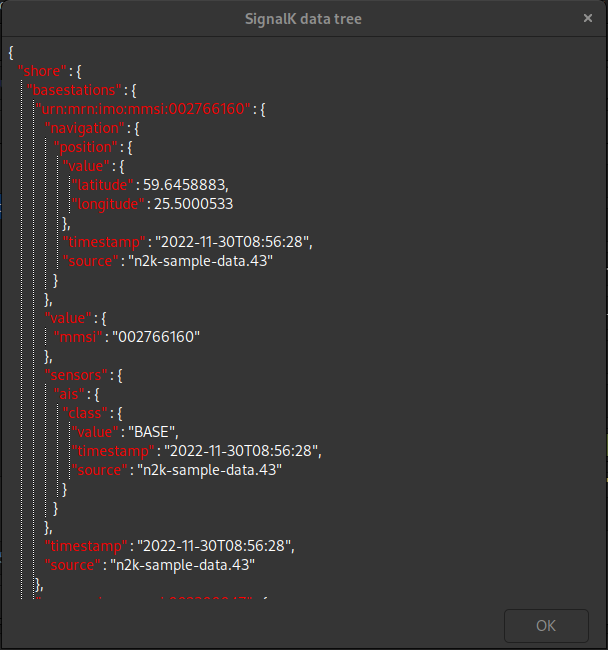 SignalK data tree
×
{
"shore" : {
"basestations" : {
"urn:mrn:imo:mmsi:002766160" : {
"navigation" : {
"position" : {
"value" : {
"latitude" : 59.6458883,
"longitude" : 25.5000533
},
"timestamp" : "2022-11-30T08:56:28",
"source" : "n2k-sample-data.43"
}
},
"value" : {
"mmsi" : "002766160"
},
"sensors" : {
"ais" : {
"class" : {
"value" : "BASE",
"timestamp" : "2022-11-30T08:56:28",
"source" : "n2k-sample-data.43"
}
}
},
"timestamp" : "2022-11-30T08:56:28",
"source" : "n2k-sample-data.43"
},
OK